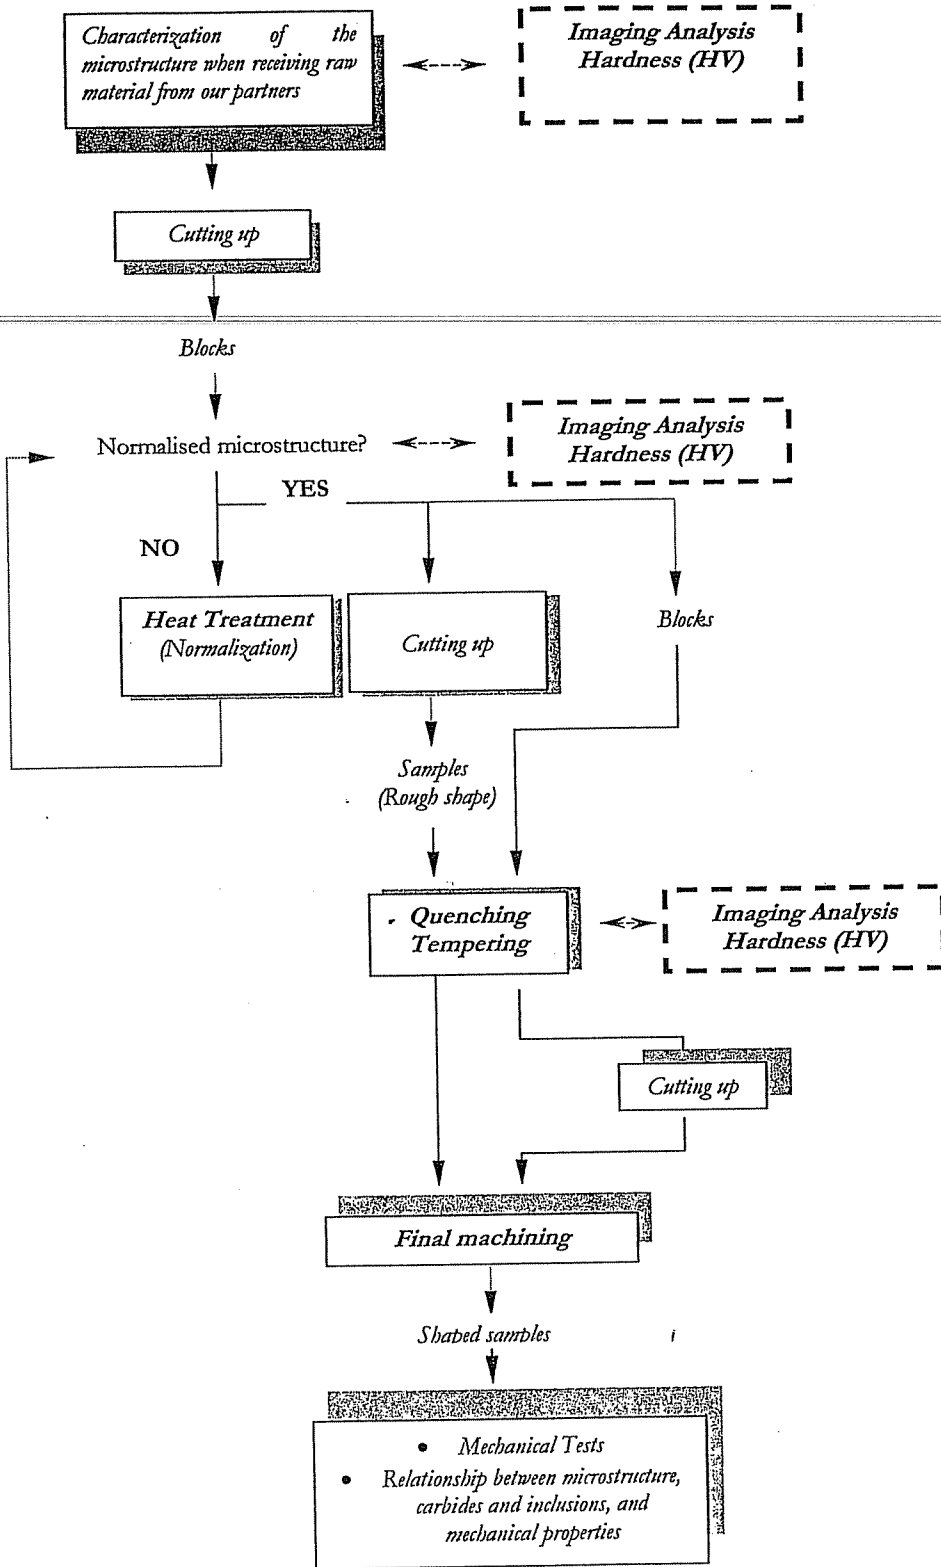 Characterization of the
microstructure when receiving raw
material from our partners
Imaging Analysis
Hardness (HV)
Cutting up
Blocks
Normalised microstructure?
Imaging Analysis
Hardness (HV)
YES
NO
Heat Treatment
(Normalization)
Cutting up
Blocks
Samples
(Rough shape)
Quenching
Tempering
Imaging Analysis
Hardness (HV)
Cutting up
Final machining
Shaped samples
• Mechanical Tests
• Relationship between microstructure,
carbides and inclusions, and
mechanical properties